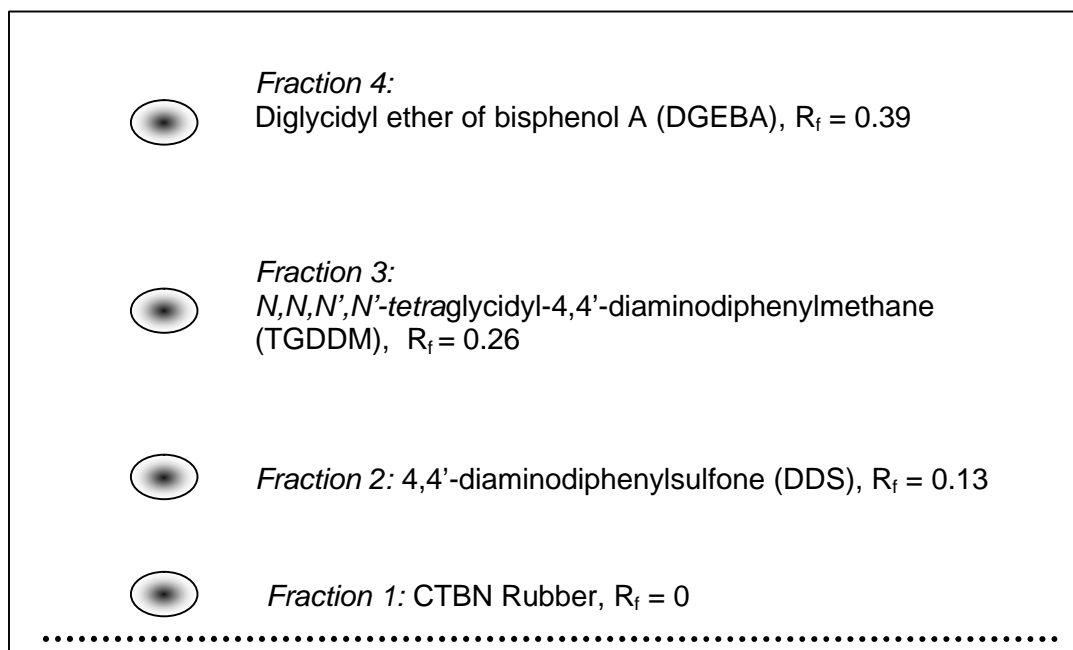 Fraction 4:
Diglycidyl ether of bisphenol A (DGEBA), Rf = 0.39
Fraction 3:
N,N,N’,N’-tetraglycidyl-4,4’-diaminodiphenylmethane
(TGDDM), Rf = 0.26
Fraction 2: 4,4’-diaminodiphenylsulfone (DDS), Rf = 0.13
Fraction 1: CTBN Rubber, Rf = 0